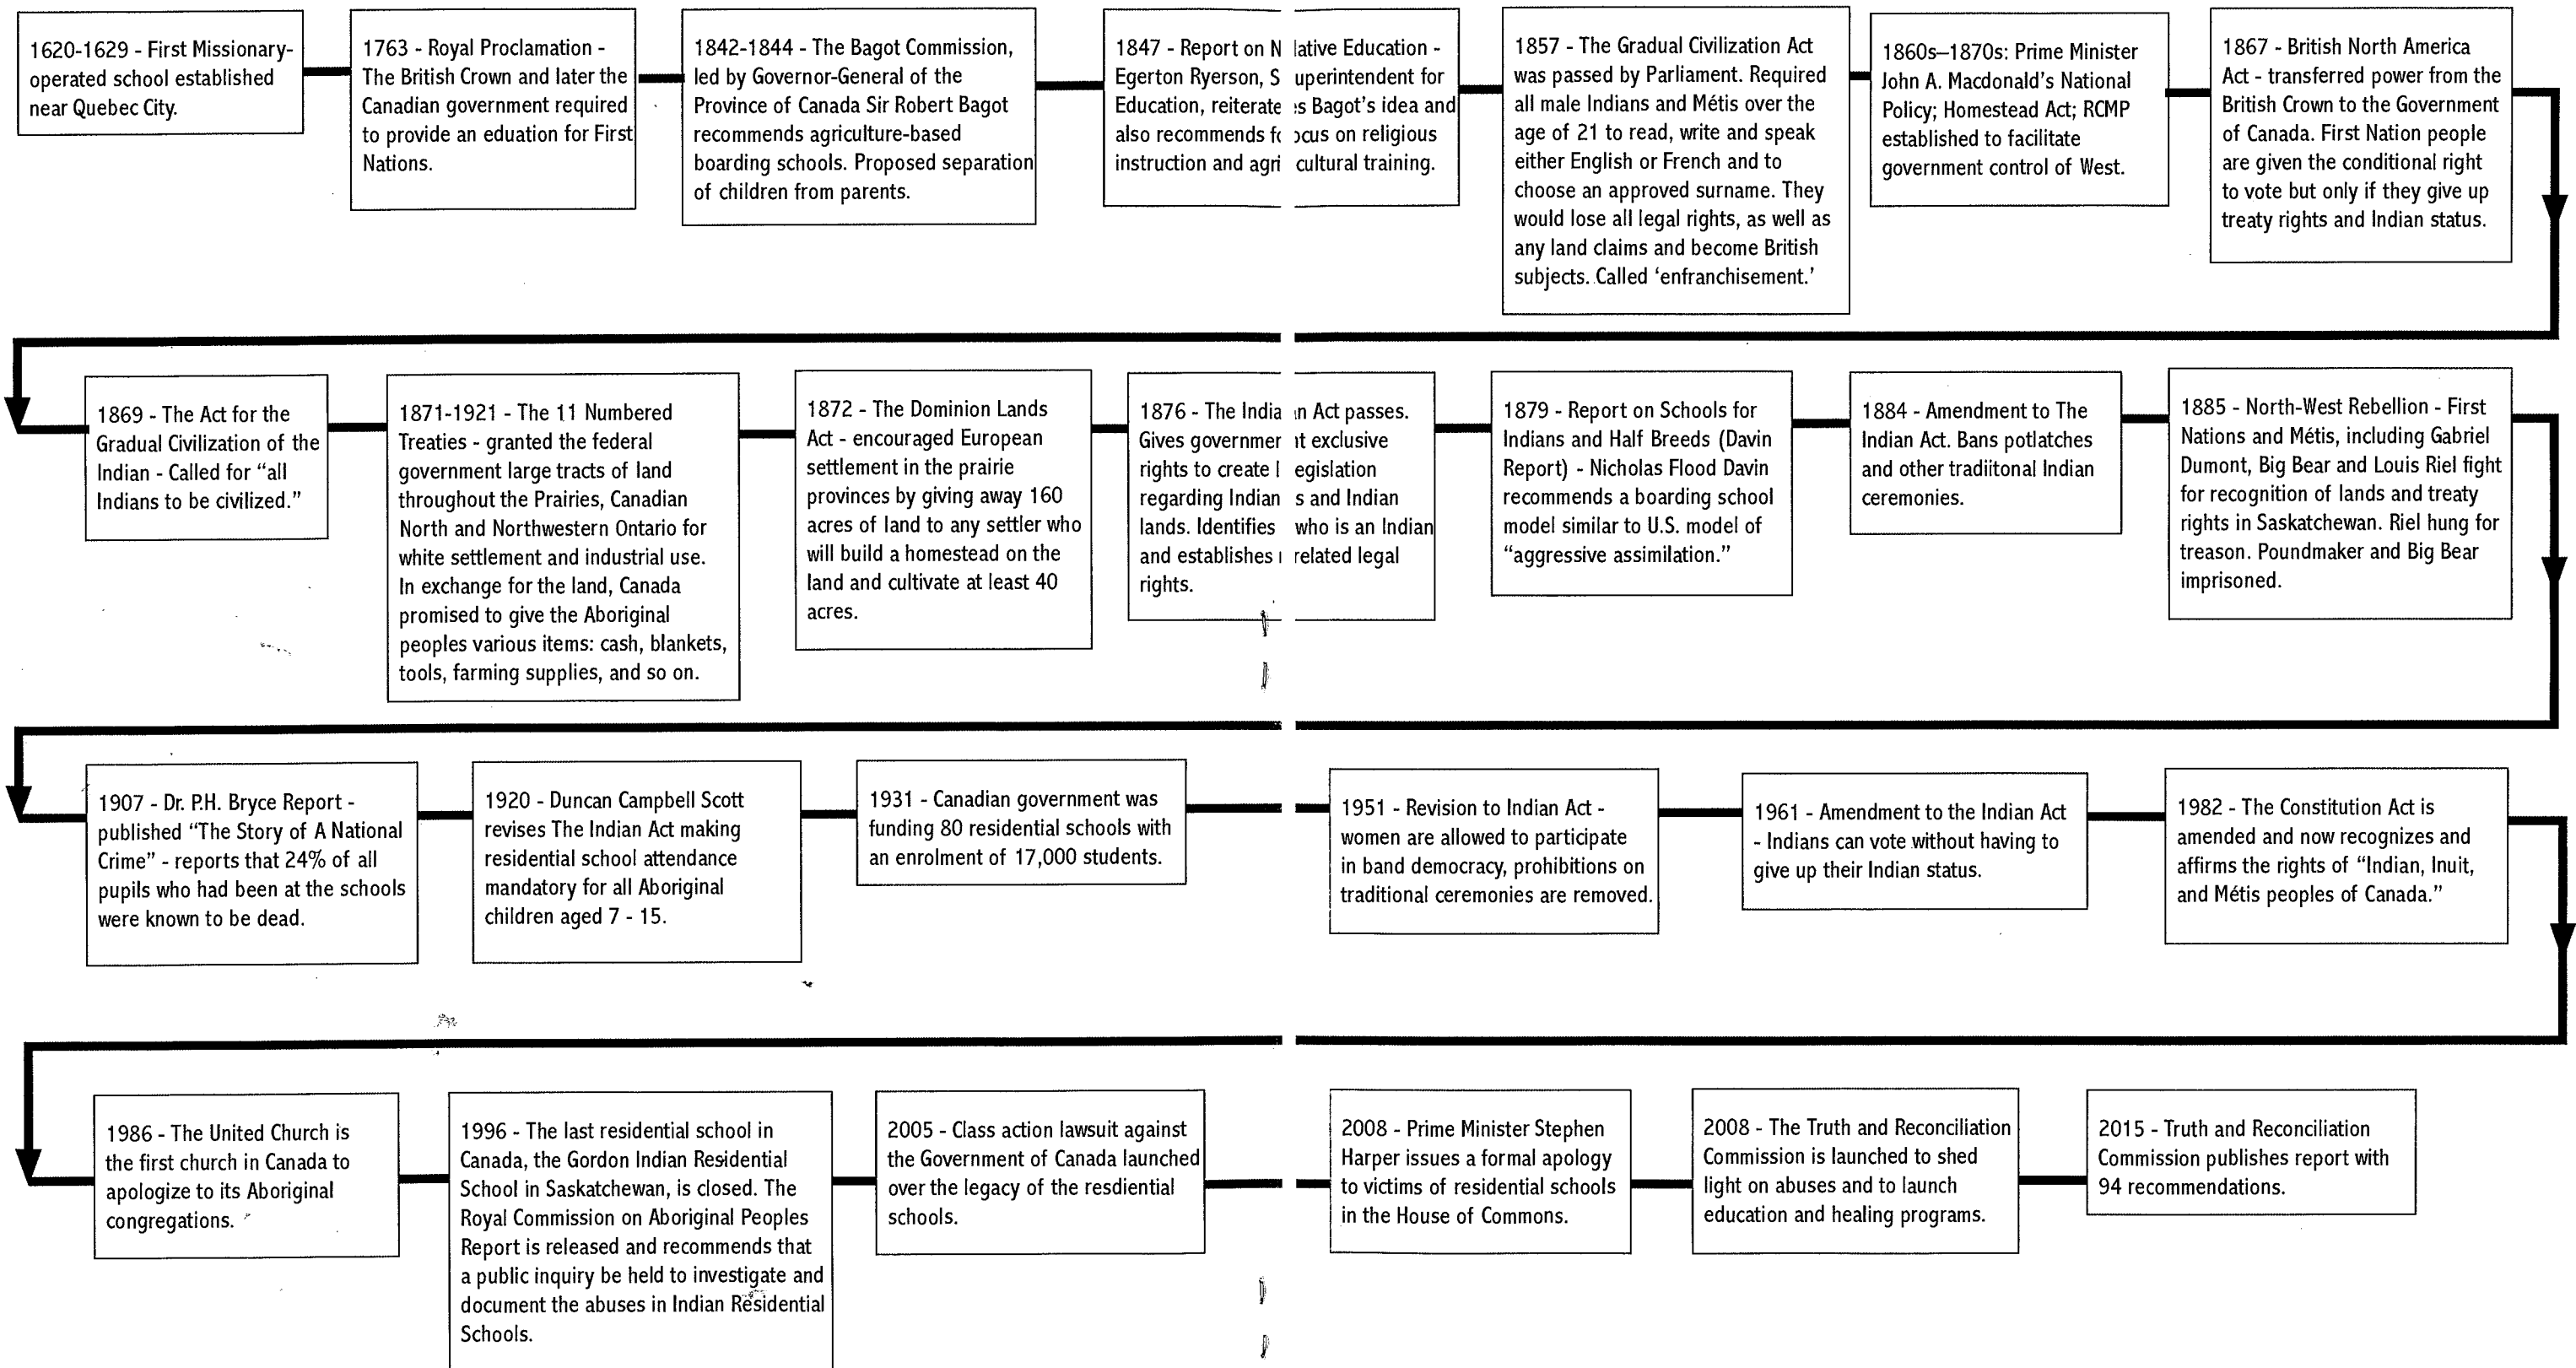 1620-1629 - First Missionary-
operated school established
near Quebec City.
1763 - Royal Proclamation -
The British Crown and later the
Canadian government required
to provide an eduation for First
Nations.
1842-1844 - The Bagot Commission,
led by Governor-General of the
Province of Canada Sir Robert Bagot
recommends agriculture-based
boarding schools. Proposed separation
of children from parents.
1847 - Report on Native Education -
Egerton Ryerson, Superintendent for
Education, reiterates Bagot's idea and
also recommends focus on religious
instruction and agricultural training.
1857 - The Gradual Civilization Act
was passed by Parliament. Required
all male Indians and Métis over the
age of 21 to read, write and speak
either English or French and to
choose an approved surname. They
would lose all legal rights, as well as
any land claims and become British
subjects. Called ‘enfranchisement.’
1860s–1870s: Prime Minister
John A. Macdonald's National
Policy; Homestead Act; RCMP
established to facilitate
government control of West.
1867 - British North America
Act - transferred power from the
British Crown to the Government
of Canada. First Nation people
are given the conditional right
to vote but only if they give up
treaty rights and Indian status.
1869 - The Act for the
Gradual Civilization of the
Indian - Called for “all
Indians to be civilized.”
1871-1921 - The 11 Numbered
Treaties - granted the federal
government large tracts of land
throughout the Prairies, Canadian
North and Northwestern Ontario for
white settlement and industrial use.
In exchange for the land, Canada
promised to give the Aboriginal
peoples various items: cash, blankets,
tools, farming supplies, and so on.
1872 - The Dominion Lands
Act - encouraged European
settlement in the prairie
provinces by giving away 160
acres of land to any settler who
will build a homestead on the
land and cultivate at least 40
acres.
1876 - The Indian Act passes.
Gives government exclusive
rights to create legislation
regarding Indians and Indian
lands. Identifies who is an Indian
and establishes related legal
rights.
1879 - Report on Schools for
Indians and Half Breeds (Davin
Report) - Nicholas Flood Davin
recommends a boarding school
model similar to U.S. model of
“aggressive assimilation.”
1884 - Amendment to The
Indian Act. Bans potlatches
and other tradiitonal Indian
ceremonies.
1885 - North-West Rebellion - First
Nations and Métis, including Gabriel
Dumont, Big Bear and Louis Riel fight
for recognition of lands and treaty
rights in Saskatchewan. Riel hung for
treason. Poundmaker and Big Bear
imprisoned.
1907 - Dr. P.H. Bryce Report -
published “The Story of A National
Crime” - reports that 24% of all
pupils who had been at the schools
were known to be dead.
1920 - Duncan Campbell Scott
revises The Indian Act making
residential school attendance
mandatory for all Aboriginal
children aged 7 - 15.
1931 - Canadian government was
funding 80 residential schools with
an enrolment of 17,000 students.
1951 - Revision to Indian Act -
women are allowed to participate
in band democracy, prohibitions on
traditional ceremonies are removed.
1961 - Amendment to the Indian Act
- Indians can vote without having to
give up their Indian status.
1982 - The Constitution Act is
amended and now recognizes and
affirms the rights of “Indian, Inuit,
and Métis peoples of Canada.”
1986 - The United Church is
the first church in Canada to
apologize to its Aboriginal
congregations.
1996 - The last residential school in
Canada, the Gordon Indian Residential
School in Saskatchewan, is closed. The
Royal Commission on Aboriginal Peoples
Report is released and recommends that
a public inquiry be held to investigate and
document the abuses in Indian Residential
Schools.
2005 - Class action lawsuit against
the Government of Canada launched
over the legacy of the resdiential
schools.
2008 - Prime Minister Stephen
Harper issues a formal apology
to victims of residential schools
in the House of Commons.
2008 - The Truth and Reconciliation
Commission is launched to shed
light on abuses and to launch
education and healing programs.
2015 - Truth and Reconciliation
Commission publishes report with
94 recommendations.